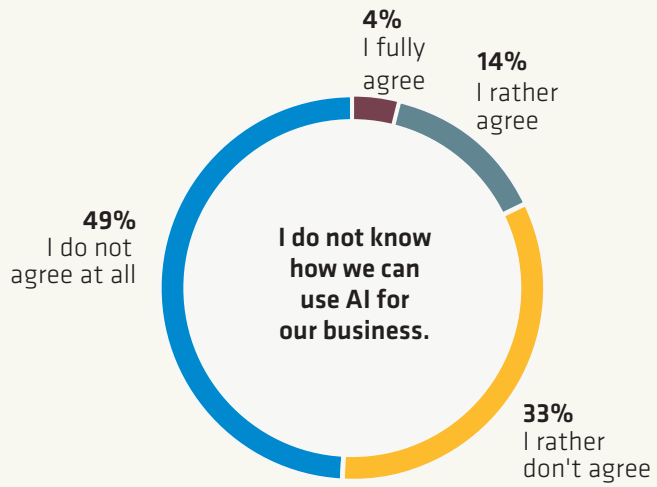 4%
I fully
agree
14%
I rather
agree
49%
I do not
agree at all
I do not know
how we can
use AI for
our business.
33%
I rather
don't agree